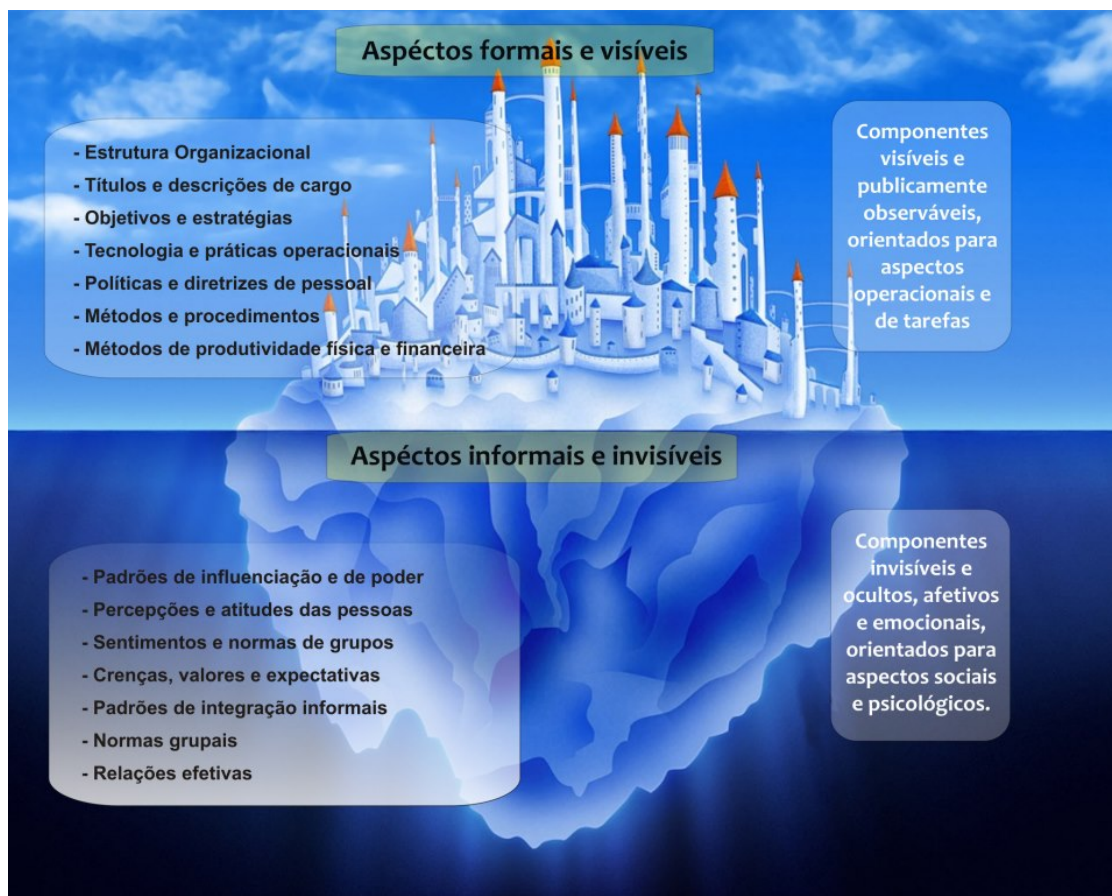 Aspéctos formais e visíveis
- Estrutura Organizacional
- Títulos e descrições de cargo
- Objetivos e estratégias
- Tecnologia e práticas operacionais
- Políticas e diretrizes de pessoal
- Métodos e procedimentos
- Métodos de produtividade física e financeira
Componentes
visíveis e
publicamente
observáveis,
orientados para
aspectos
operacionais e
de tarefas
Aspéctos informais e invisíveis
- Padrões de influenciação e de poder
- Percepções e atitudes das pessoas
- Sentimentos e normas de grupos
- Crenças, valores e expectativas
- Padrões de integração informais
- Normas grupais
- Relações efetivas
Componentes
invisíveis e
ocultos, afetivos
e emocionais,
orientados para
aspectos sociais
e psicológicos.